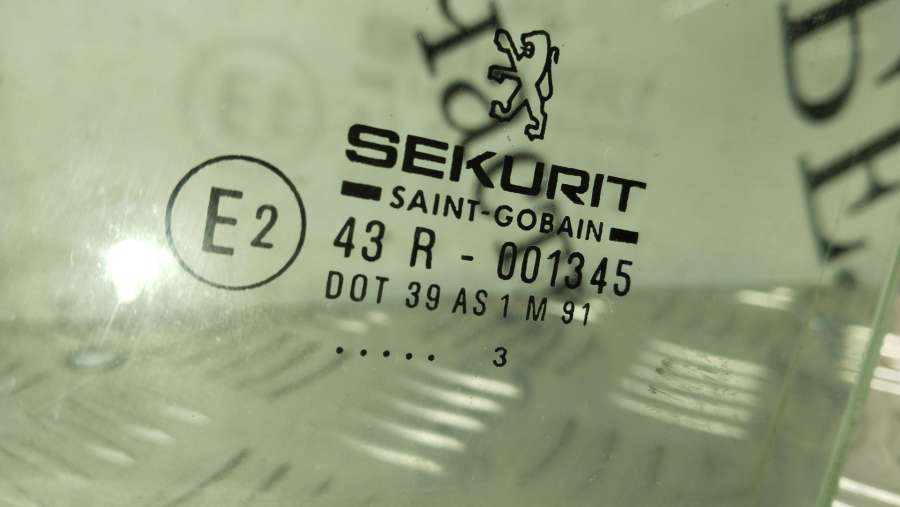 SEKURIT
SAINT-GOBAIN
E2
43 R - 001345
DOT 39 AS 1 M 91
..... 3